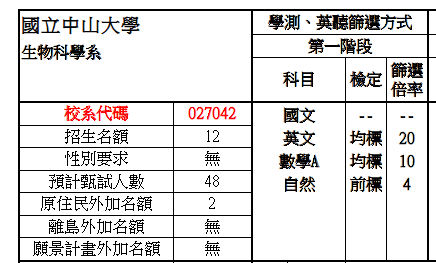 國立中山大學
生物科學系
校系代碼 027042
招生名額 12
性別要求 無
預計甄試人數 48
原住民外加名額 2
離島外加名額 無
願景計畫外加名額 無
學測、英聽篩選方式
第一階段
科目 檢定 篩選倍率
國文 -- --
英文 均標 20
數學A 均標 10
自然 前標 4